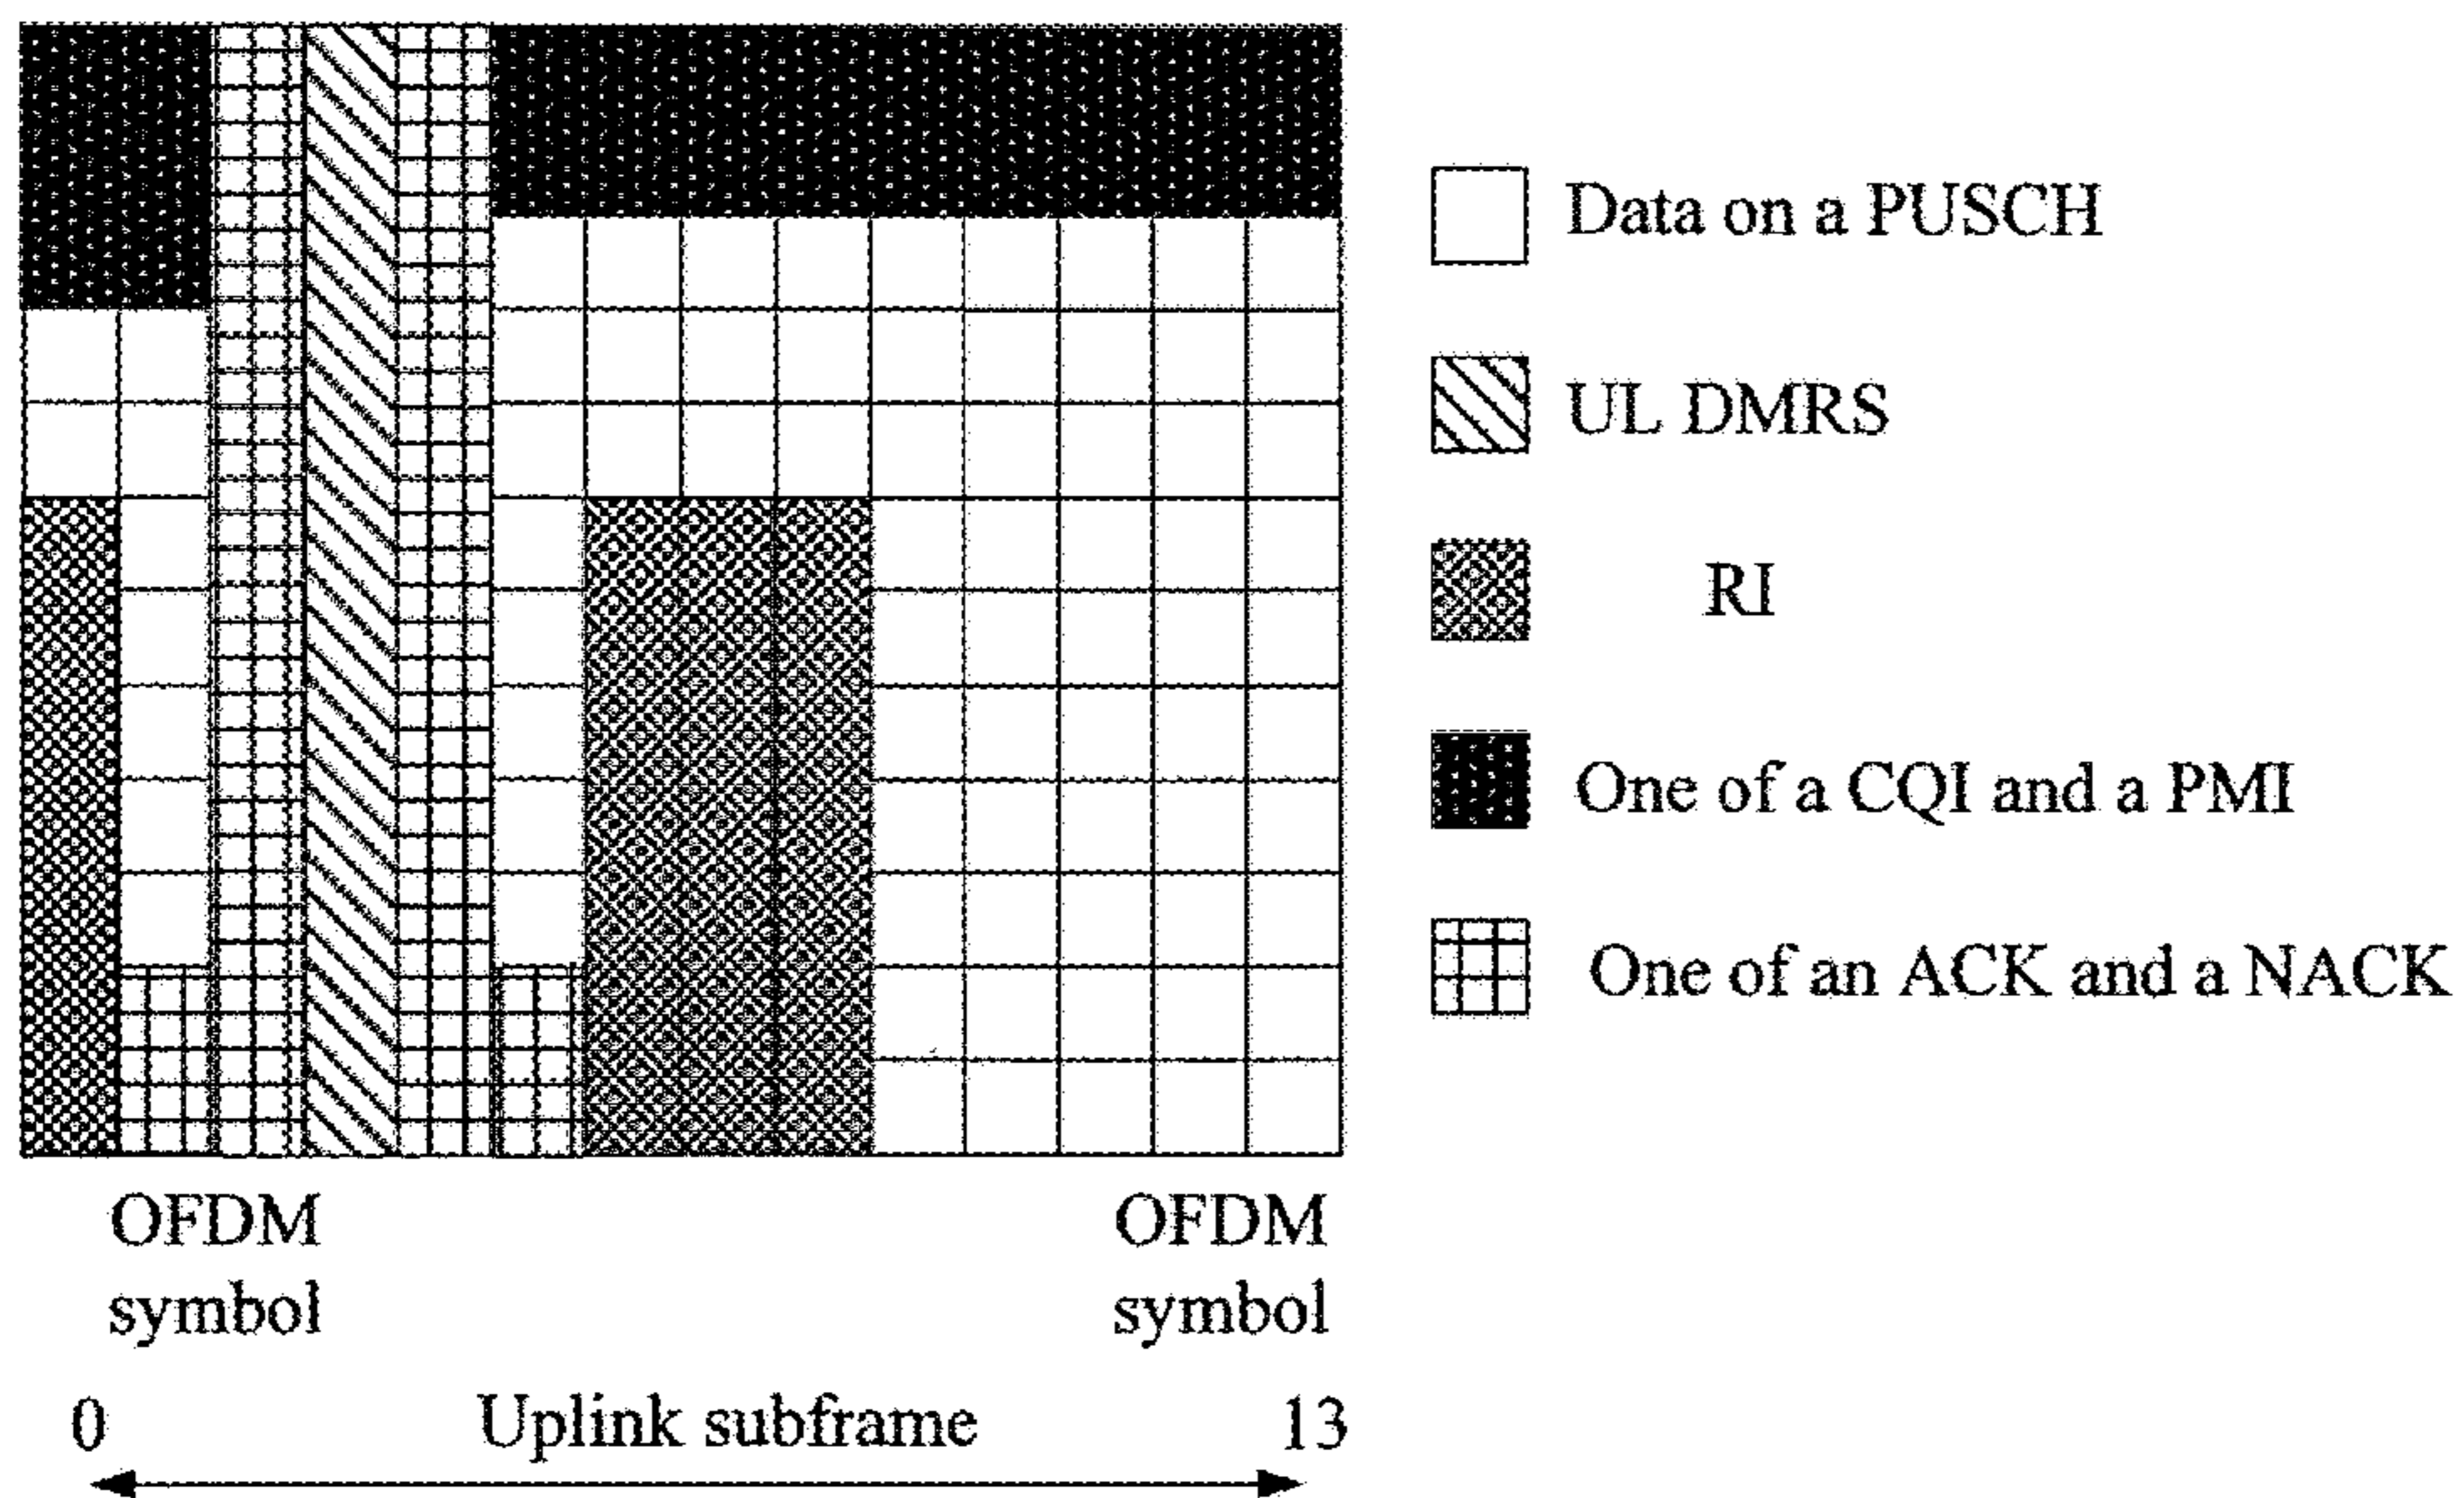 Data on a PUSCH
UL DMRS
RI
One of a CQI and a PMI
One of an ACK and a NACK
OFDM
symbol
OFDM
symbol
0
Uplink subframe
13